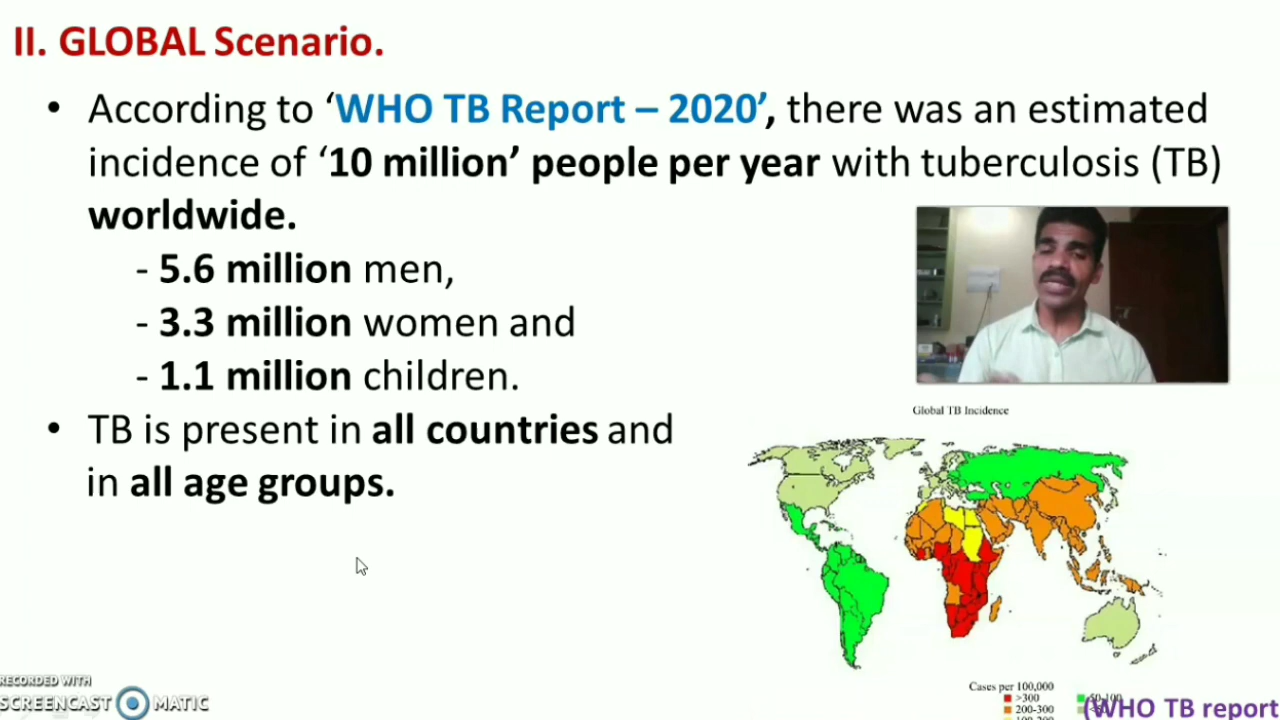 II. GLOBAL Scenario.
• According to ‘WHO TB Report – 2020’, there was an estimated
incidence of ‘10 million’ people per year with tuberculosis (TB)
worldwide.
- 5.6 million men,
- 3.3 million women and
- 1.1 million children.
• TB is present in all countries and
in all age groups.
Global TB Incidence
Cases per 100,000
>300
200-300
(WHO TB report
RECORDED WITH
SCREENCAST MATIC